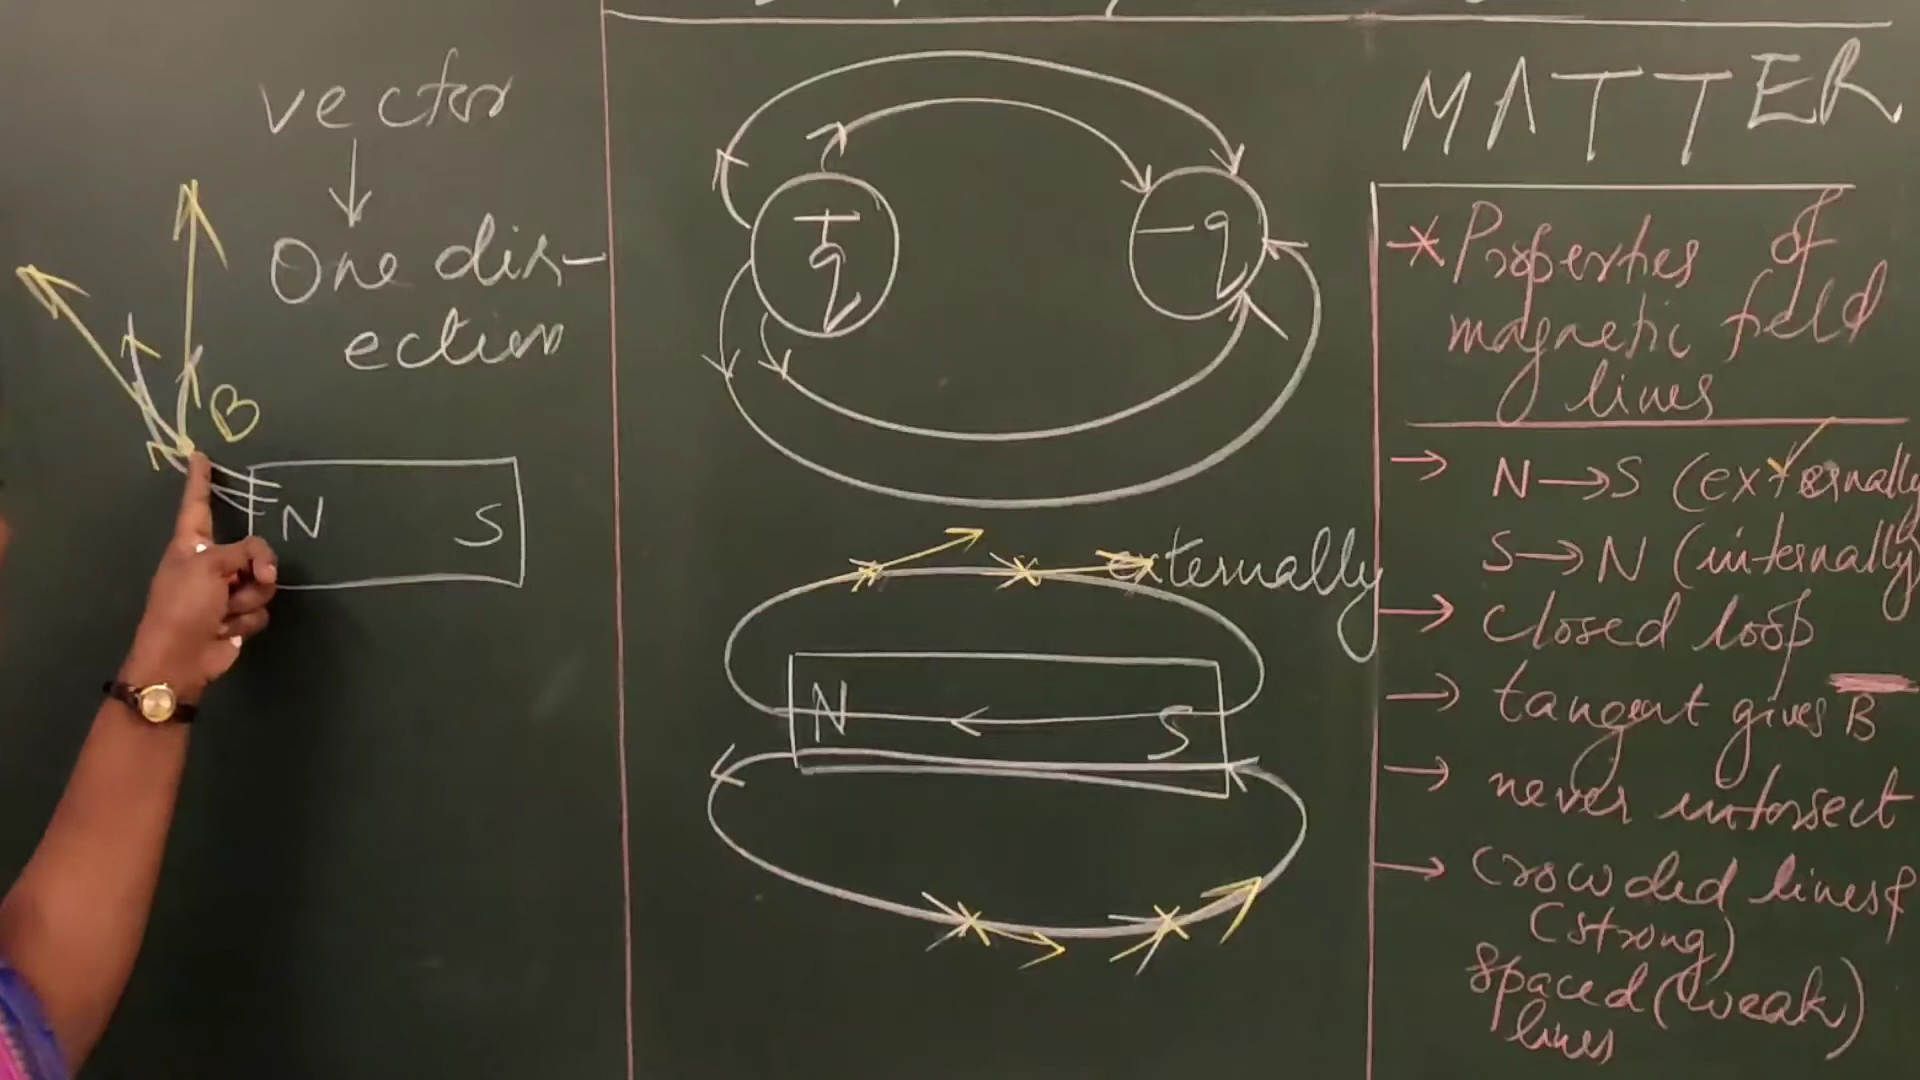 vector
One dir-
ection
B
N S
+
q
-q
externally
N
S
MATTER
* Properties of
magnetic field
lines
→ N→S (externally
S→N (internally)
→ closed loop
→ tangent gives B
→ never intersect
→ Crowded lines &
(strong)
spaced (weak)
lines